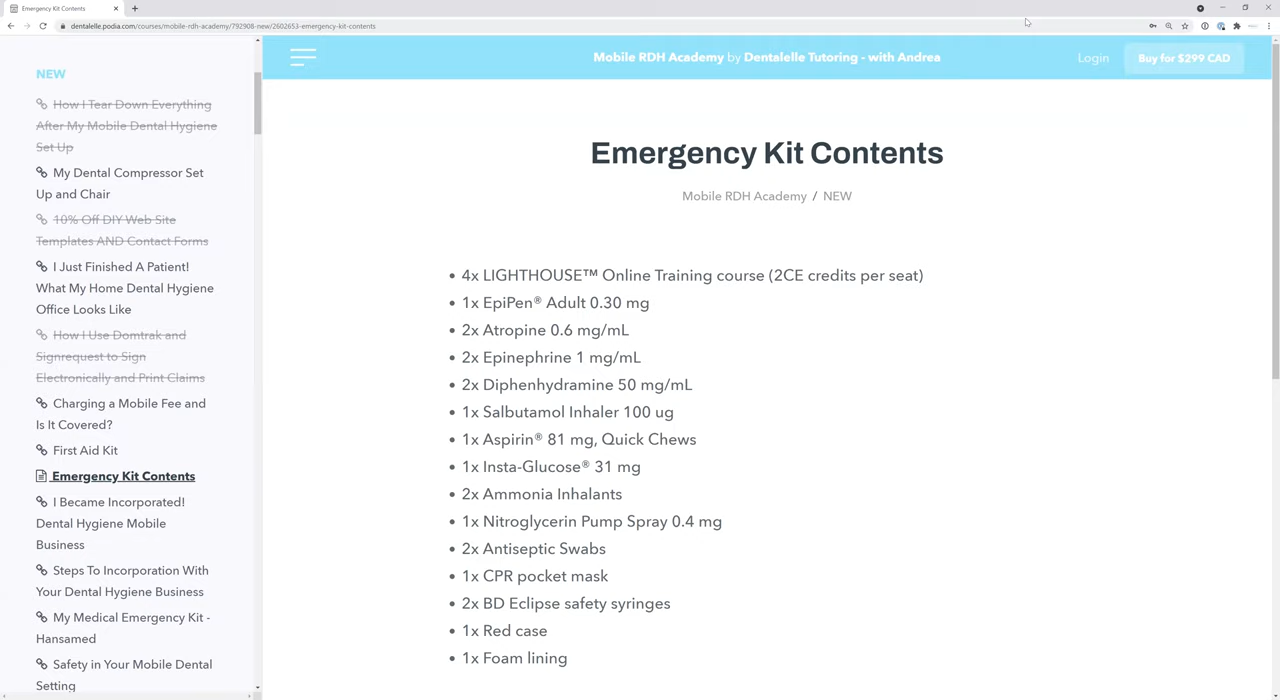 Emergency Kit Contents
dentalelle.podia.com/courses/mobile-rdh-academy/792908-new/2602653-emergency-kit-contents
Mobile RDH Academy by Dentalelle Tutoring - with Andrea
Login
Buy for $299 CAD
NEW
How I Tear Down Everything
After My Mobile Dental Hygiene
Set Up
My Dental Compressor Set
Up and Chair
10% Off DIY Web Site
Templates AND Contact Forms
I Just Finished A Patient!
What My Home Dental Hygiene
Office Looks Like
How I Use Domtrak and
Signrequest to Sign
Electronically and Print Claims
Charging a Mobile Fee and
Is It Covered?
First Aid Kit
Emergency Kit Contents
I Became Incorporated!
Dental Hygiene Mobile
Business
Steps To Incorporation With
Your Dental Hygiene Business
My Medical Emergency Kit -
Hansamed
Safety in Your Mobile Dental
Setting
Emergency Kit Contents
Mobile RDH Academy / NEW
• 4x LIGHTHOUSE™ Online Training course (2CE credits per seat)
• 1x EpiPen® Adult 0.30 mg
• 2x Atropine 0.6 mg/mL
• 2x Epinephrine 1 mg/mL
• 2x Diphenhydramine 50 mg/mL
• 1x Salbutamol Inhaler 100 ug
• 1x Aspirin® 81 mg, Quick Chews
• 1x Insta-Glucose® 31 mg
• 2x Ammonia Inhalants
• 1x Nitroglycerin Pump Spray 0.4 mg
• 2x Antiseptic Swabs
• 1x CPR pocket mask
• 2x BD Eclipse safety syringes
• 1x Red case
• 1x Foam lining